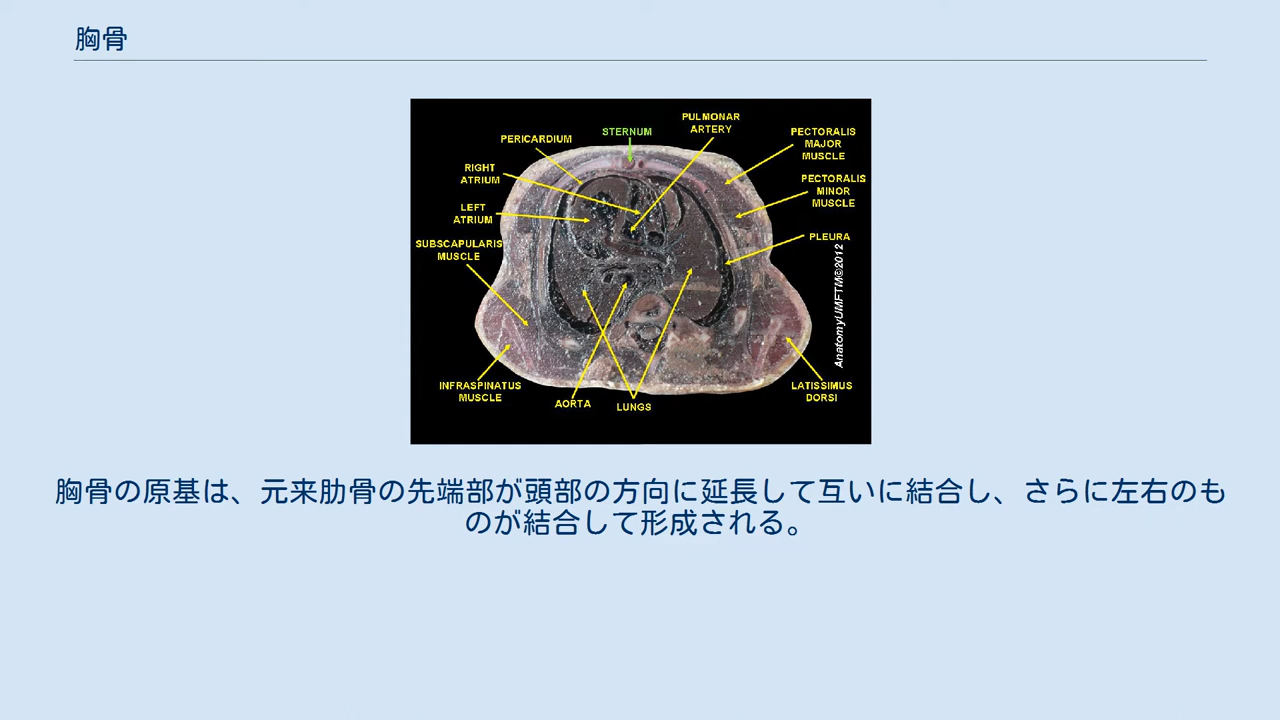 胸骨
PULMONAR
ARTERY
STERNUM
PERICARDIUM
PECTORALIS
MAJOR
MUSCLE
RIGHT
ATRIUM
PECTORALIS
MINOR
MUSCLE
LEFT
ATRIUM
PLEURA
SUBSCAPULARIS
MUSCLE
AnatomyUMFTM©2012
INFRASPINATUS
MUSCLE
AORTA
LUNGS
LATISSIMUS
DORSI
胸骨の原基は、元来肋骨の先端部が頭部の方向に延長して互いに結合し、さらに左右のも
のが結合して形成される。